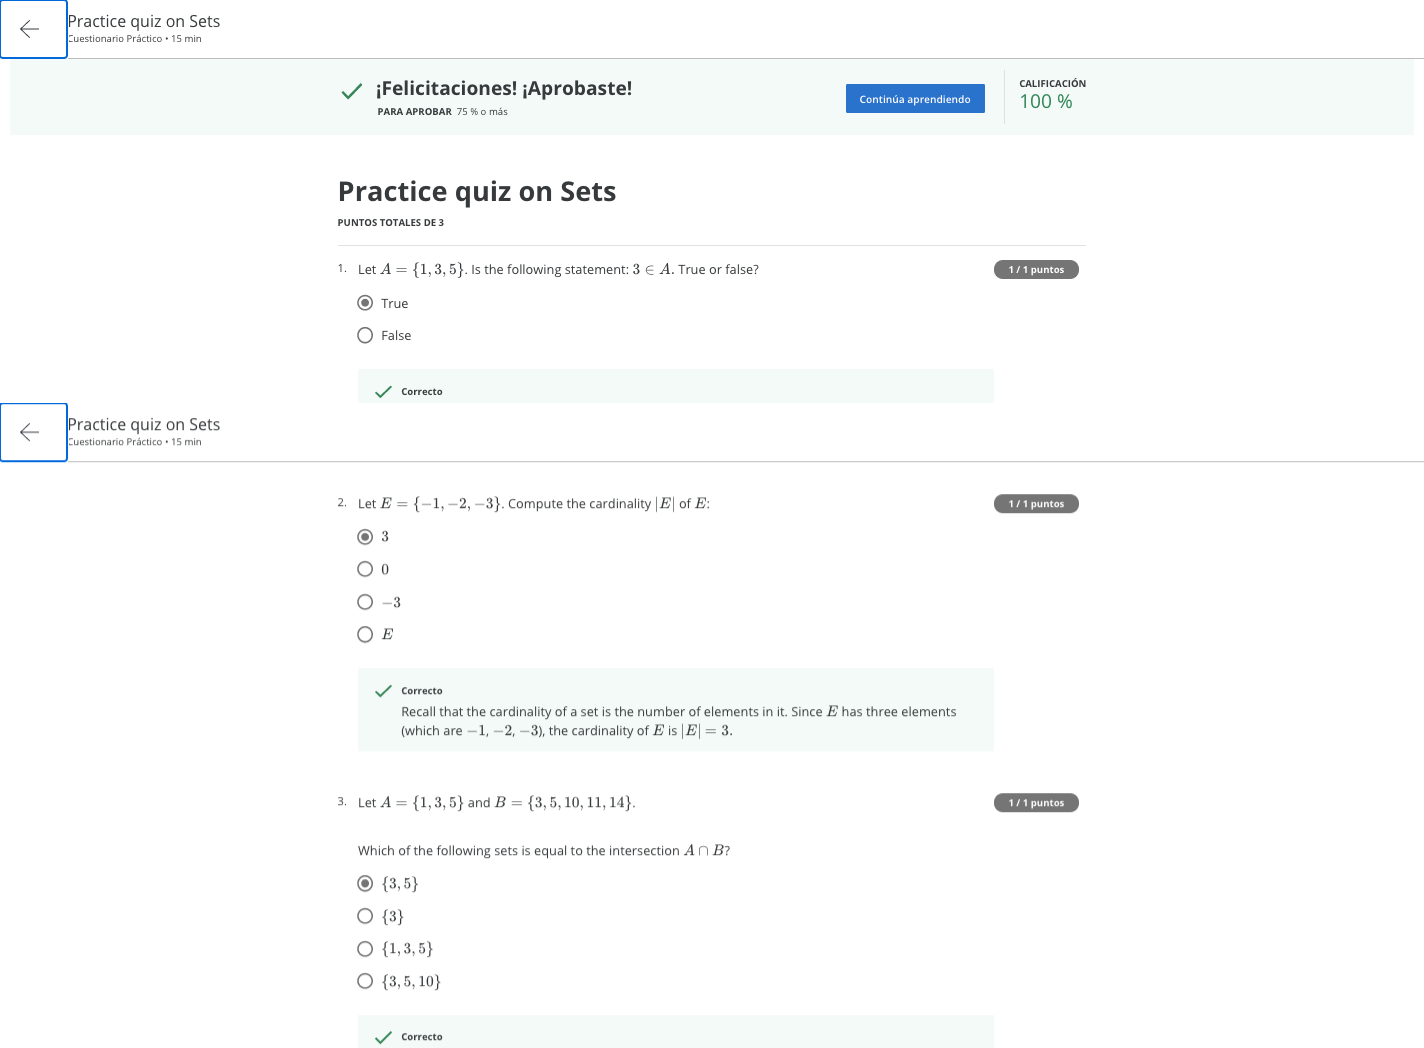 Practice quiz on Sets
Cuestionario Práctico • 15 min
¡Felicitaciones! ¡Aprobaste!
PARA APROBAR 75 % o más
Continúa aprendiendo
CALIFICACIÓN
100 %
Practice quiz on Sets
PUNTOS TOTALES DE 3
1. Let A = {1, 3, 5}. Is the following statement: 3 ∈ A. True or false?
1 / 1 puntos
True
False
Correcto
Practice quiz on Sets
Cuestionario Práctico • 15 min
2. Let E = {−1, −2, −3}. Compute the cardinality |E| of E:
1 / 1 puntos
3
0
−3
E
Correcto
Recall that the cardinality of a set is the number of elements in it. Since E has three elements
(which are −1, −2, −3), the cardinality of E is |E| = 3.
3. Let A = {1, 3, 5} and B = {3, 5, 10, 11, 14}.
1 / 1 puntos
Which of the following sets is equal to the intersection A ∩ B?
{3, 5}
{3}
{1, 3, 5}
{3, 5, 10}
Correcto